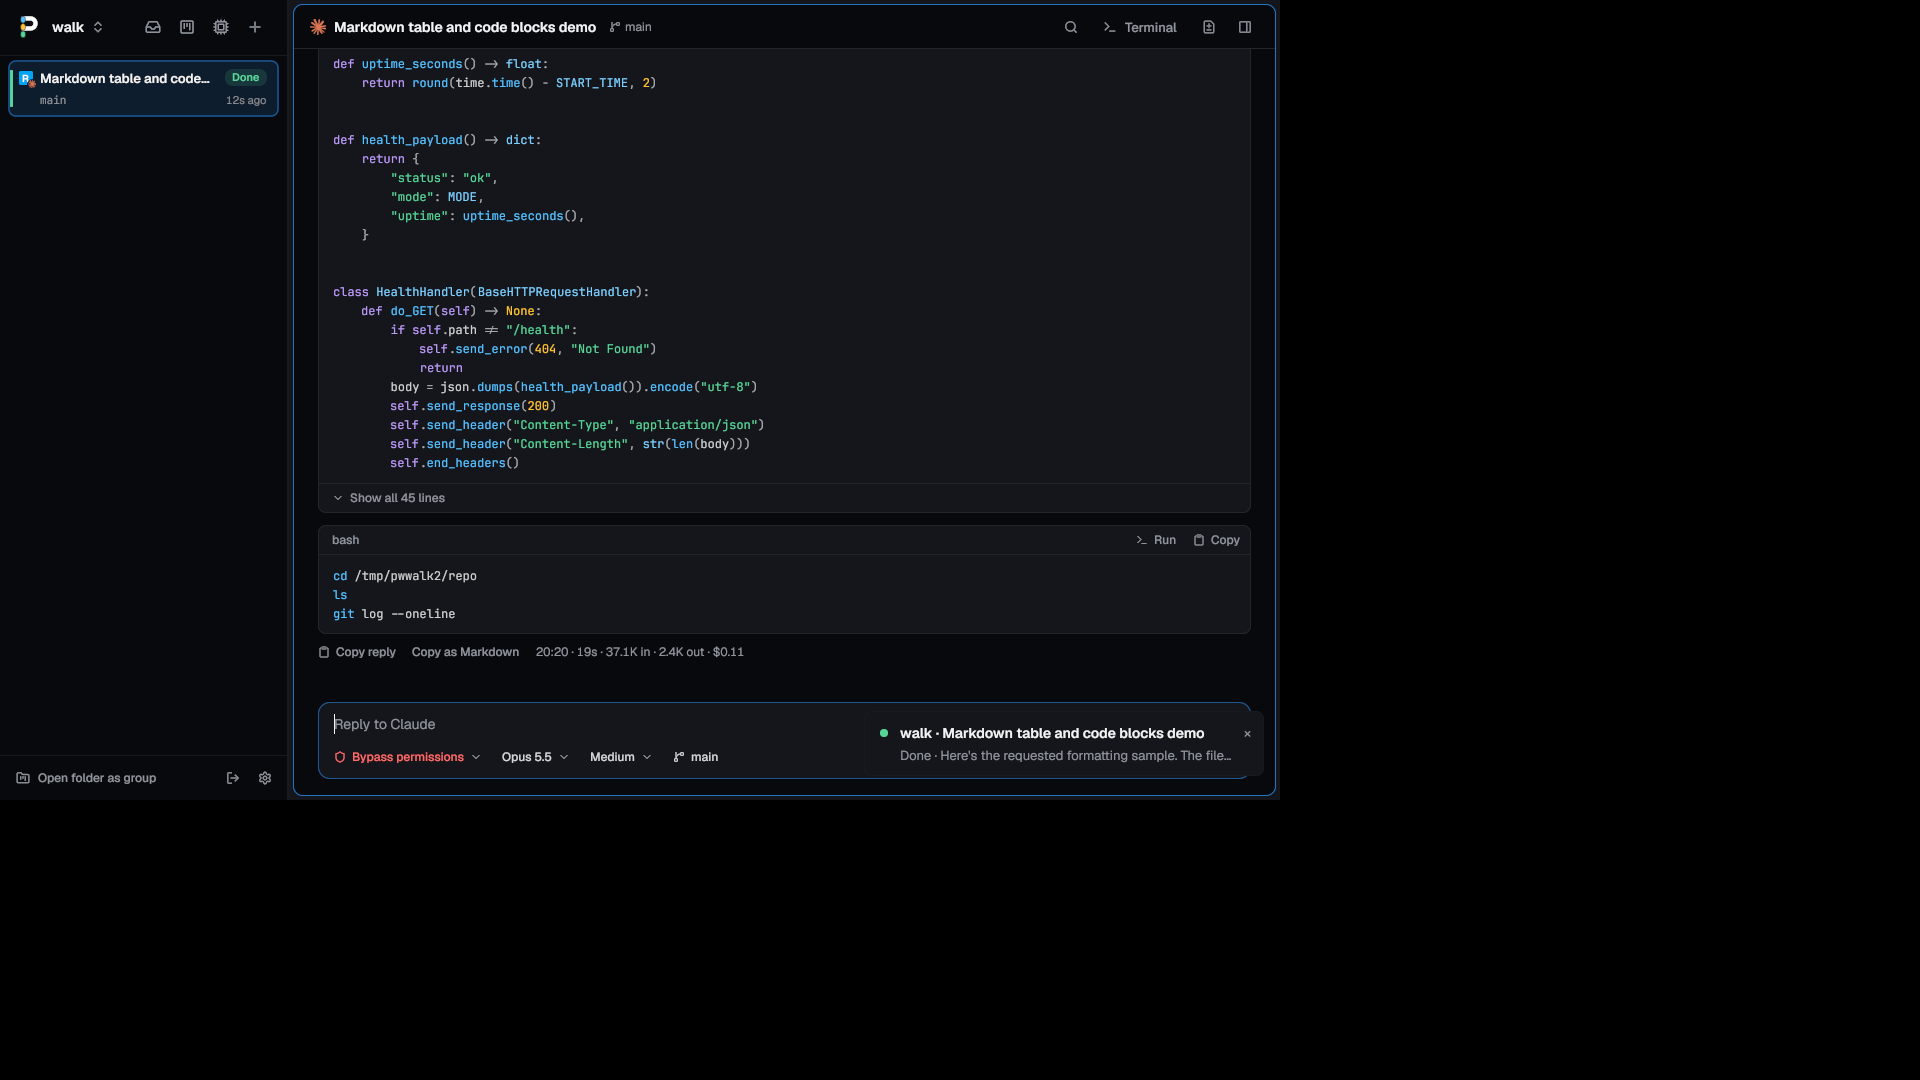 walk
Markdown table and code blocks demo
main
Terminal
Markdown table and code...
Done
main
12s ago
def uptime_seconds() -> float:
    return round(time.time() - START_TIME, 2)
def health_payload() -> dict:
    return {
        "status": "ok",
        "mode": MODE,
        "uptime": uptime_seconds(),
    }
class HealthHandler(BaseHTTPRequestHandler):
    def do_GET(self) -> None:
        if self.path != "/health":
            self.send_error(404, "Not Found")
            return
        body = json.dumps(health_payload()).encode("utf-8")
        self.send_response(200)
        self.send_header("Content-Type", "application/json")
        self.send_header("Content-Length", str(len(body)))
        self.end_headers()
Show all 45 lines
bash
Run
Copy
cd /tmp/pwwalk2/repo
ls
git log --oneline
Copy reply
Copy as Markdown
20:20 · 19s · 37.1K in · 2.4K out · $0.11
Reply to Claude
Bypass permissions
Opus 5.5
Medium
main
walk · Markdown table and code blocks demo
Done · Here's the requested formatting sample. The file...
Open folder as group